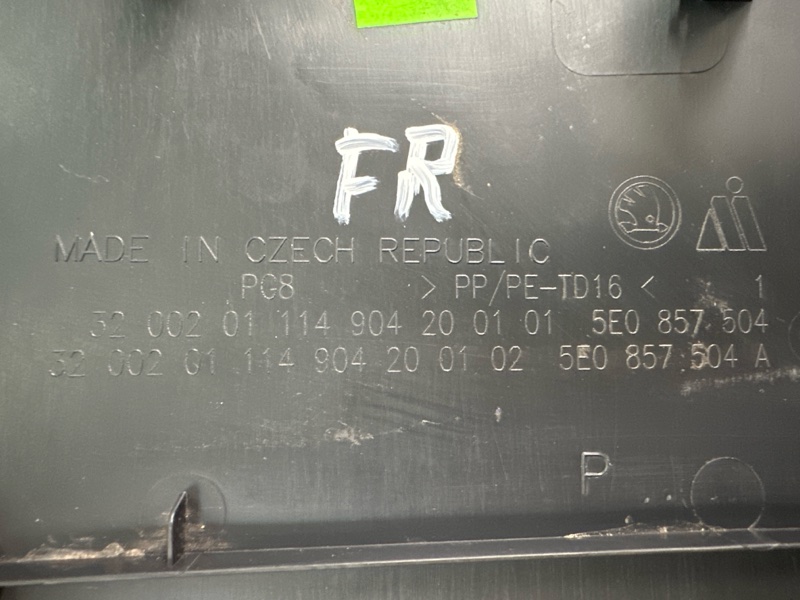 FR
MADE IN CZECH REPUBLIC
PG8 >PP/PE-TD16< 1
32 002 01 114 904 20 01 01 5E0 857 504
32 002 01 114 904 20 01 02 5E0 857 504 A
P